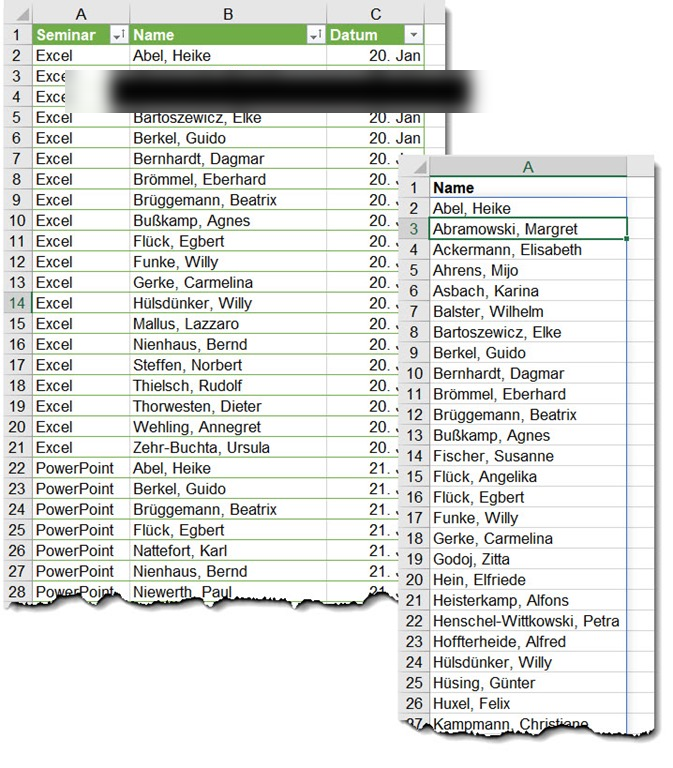 A B C
1 Seminar Name Datum
2 Excel Abel, Heike 20. Jan
3 Exce
4 Exce
5 Excel Bartoszewicz, Elke 20. Jan
6 Excel Berkel, Guido 20. Jan
7 Excel Bernhardt, Dagmar 20. J
8 Excel Brömmel, Eberhard 20.
9 Excel Brüggemann, Beatrix 20.
10 Excel Bußkamp, Agnes 20.
11 Excel Flück, Egbert 20.
12 Excel Funke, Willy 20.
13 Excel Gerke, Carmelina 20.
14 Excel Hülsdünker, Willy 20.
15 Excel Mallus, Lazzaro 20.
16 Excel Nienhaus, Bernd 20.
17 Excel Steffen, Norbert 20.
18 Excel Thielsch, Rudolf 20.
19 Excel Thorwesten, Dieter 20.
20 Excel Wehling, Annegret 20.
21 Excel Zehr-Buchta, Ursula 20.
22 PowerPoint Abel, Heike 21.
23 PowerPoint Berkel, Guido 21.
24 PowerPoint Brüggemann, Beatrix 21.
25 PowerPoint Flück, Egbert 21.
26 PowerPoint Nattefort, Karl 21.
27 PowerPoint Nienhaus, Bernd 21.
28 PowerPoint Niewerth, Paul 21.
A
1 Name
2 Abel, Heike
3 Abramowski, Margret
4 Ackermann, Elisabeth
5 Ahrens, Mijo
6 Asbach, Karina
7 Balster, Wilhelm
8 Bartoszewicz, Elke
9 Berkel, Guido
10 Bernhardt, Dagmar
11 Brömmel, Eberhard
12 Brüggemann, Beatrix
13 Bußkamp, Agnes
14 Fischer, Susanne
15 Flück, Angelika
16 Flück, Egbert
17 Funke, Willy
18 Gerke, Carmelina
19 Godoj, Zitta
20 Hein, Elfriede
21 Heisterkamp, Alfons
22 Henschel-Wittkowski, Petra
23 Hoffterheide, Alfred
24 Hülsdünker, Willy
25 Hüsing, Günter
26 Huxel, Felix
27 Kampmann, Christiane